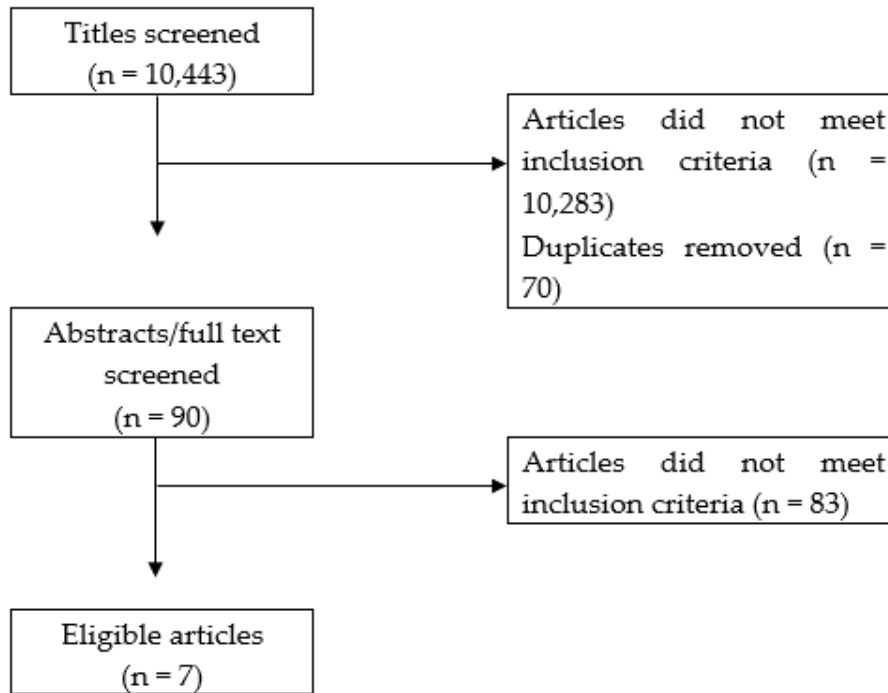 Titles screened
(n = 10,443)
Articles did not meet
inclusion criteria (n =
10,283)
Duplicates removed (n =
70)
Abstracts/full text
screened
(n = 90)
Articles did not meet
inclusion criteria (n = 83)
Eligible articles
(n = 7)